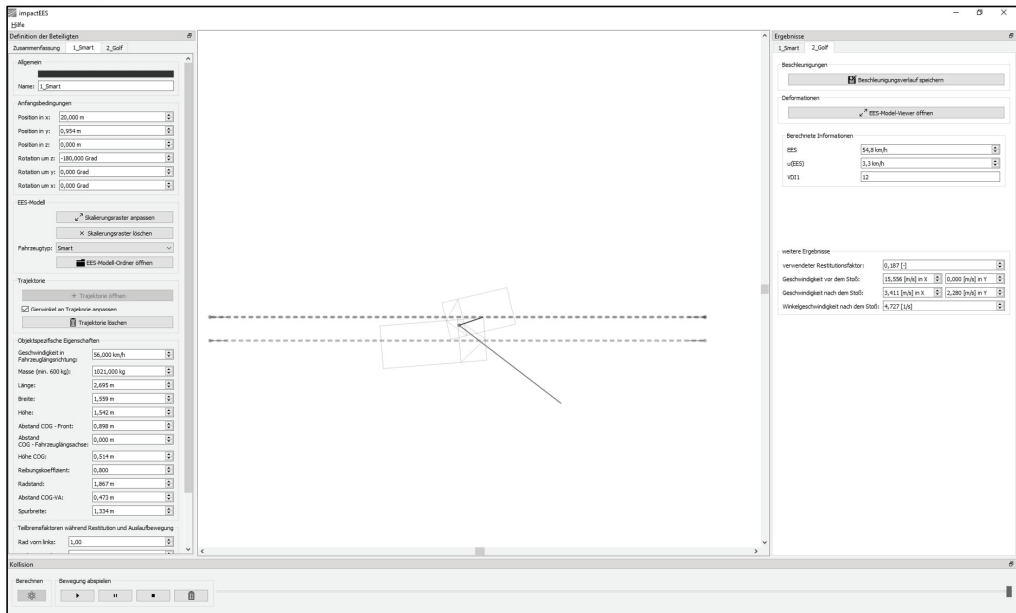 impactEES
Hilfe
Definition der Beteiligten
Zusammenfassung 1_Smart 2_Golf
Allgemein
Name: 1_Smart
Anfangsbedingungen
Position in x: 20,000 m
Position in y: 0,954 m
Position in z: 0,000 m
Rotation um z: -180,000 Grad
Rotation um y: 0,000 Grad
Rotation um x: 0,000 Grad
EES-Modell
Skalierungsraster anpassen
Skalierungsraster löschen
Fahrzeugtyp: Smart
EES-Modell-Ordner öffnen
Trajektorie
+ Trajektorie öffnen
Gierwinkel an Trajektorie anpassen
Trajektorie löschen
Objektspezifische Eigenschaften
Geschwindigkeit in
Fahrzeuglängsrichtung: 56,000 km/h
Masse (min. 600 kg): 1021,000 kg
Länge: 2,695 m
Breite: 1,559 m
Höhe: 1,542 m
Abstand COG - Front: 0,898 m
Abstand
COG - Fahrzeuglängsachse: 0,000 m
Höhe COG: 0,514 m
Reibungskoeffizient: 0,800
Radstand: 1,867 m
Abstand COG-VA: 0,473 m
Spurbreite: 1,334 m
Teilbremsfaktoren während Restitution und Auslaufbewegung
Rad vorn links: 1,00
Ergebnisse
1_Smart 2_Golf
Beschleunigungen
Beschleunigungsverlauf speichern
Deformationen
EES-Model-Viewer öffnen
Berechnete Informationen
EES 54,8 km/h
u(EES) 3,3 km/h
VDI1 12
weitere Ergebnisse
verwendeter Restitutionsfaktor: 0,187 [-]
Geschwindigkeit vor dem Stoß: 15,556 [m/s] in X 0,000 [m/s] in Y
Geschwindigkeit nach dem Stoß: 3,411 [m/s] in X 2,280 [m/s] in Y
Winkelgeschwindigkeit nach dem Stoß: 4,727 [1/s]
Kollision
Berechnen Bewegung abspielen